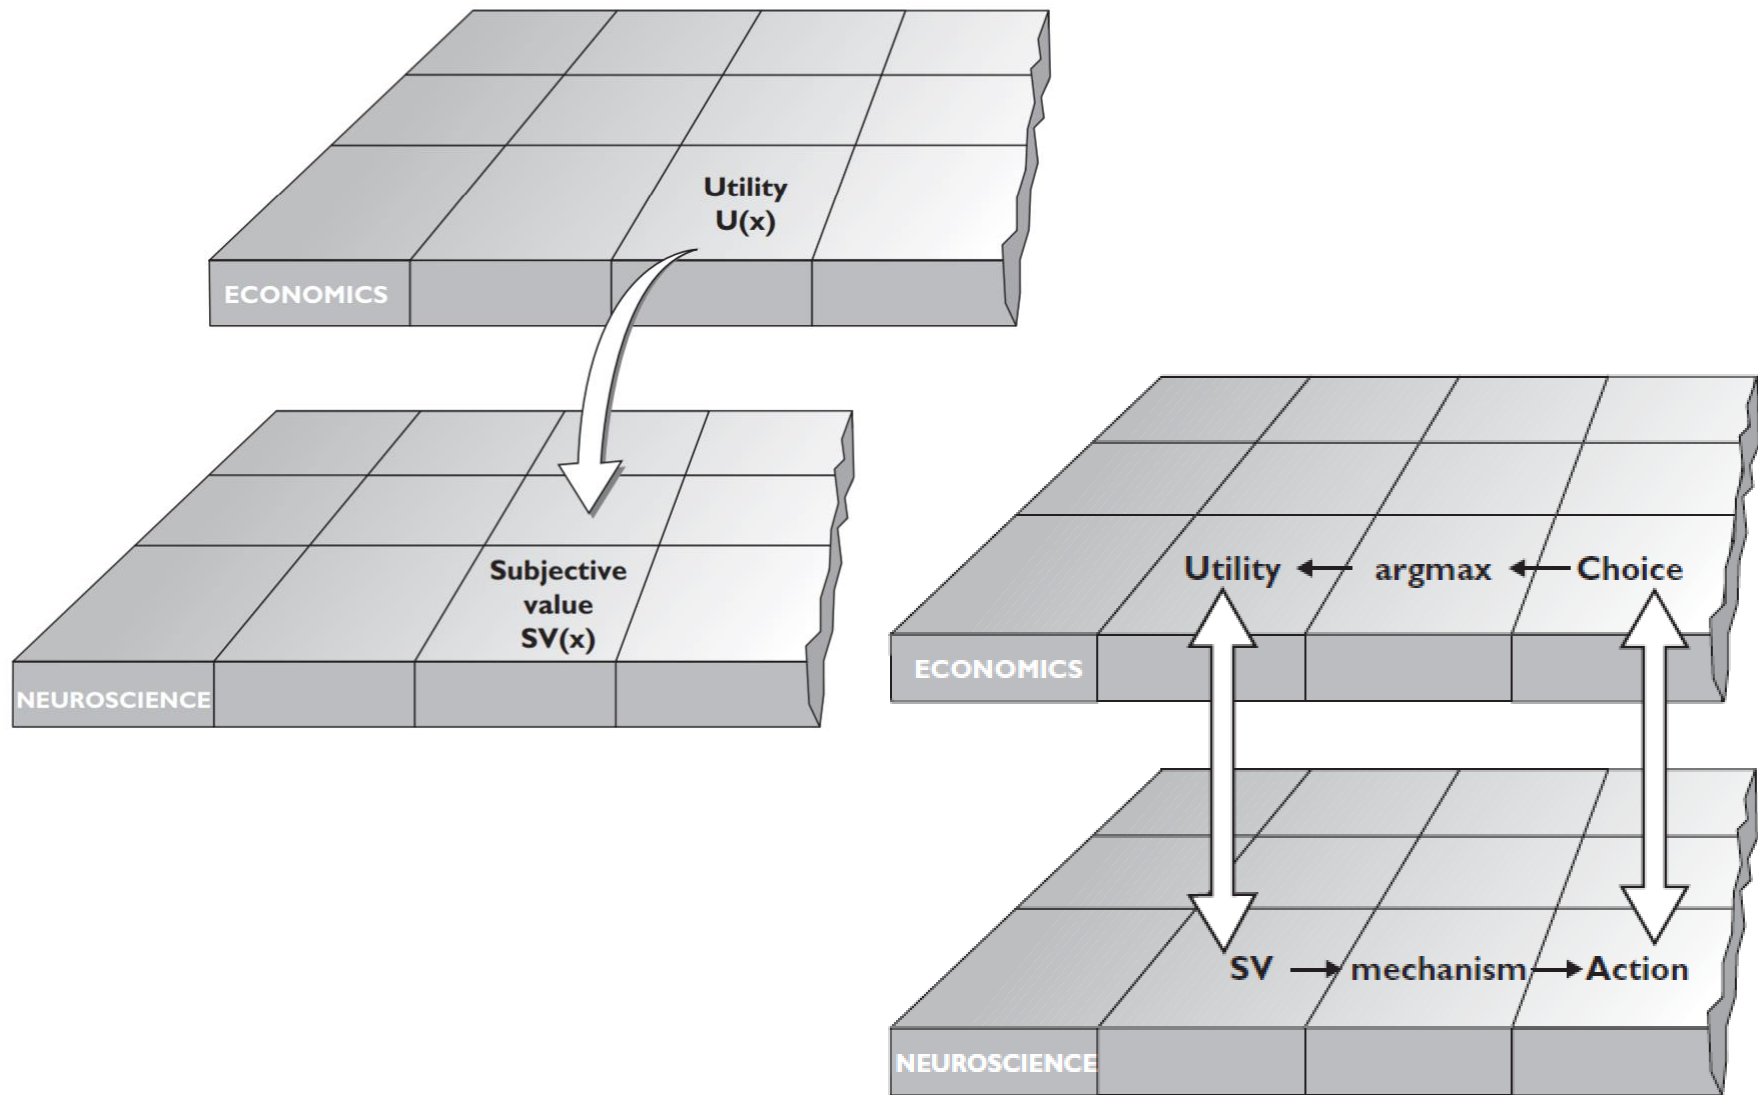 Utility
U(x)
ECONOMICS
Subjective
value
SV(x)
NEUROSCIENCE
Utility argmax Choice
ECONOMICS
SV mechanism Action
NEUROSCIENCE